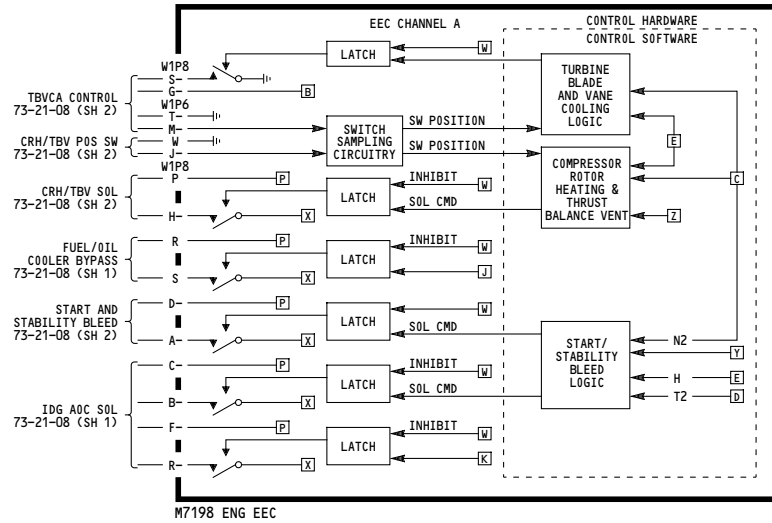 EEC CHANNEL A
CONTROL HARDWARE
CONTROL SOFTWARE
LATCH
W
W1P8
S
G
B
TBVCA CONTROL
73-21-08 (SH 2)
W1P6
T
M
SWITCH
SAMPLING
CIRCUITRY
SW POSITION
SW POSITION
TURBINE
BLADE
AND VANE
COOLING
LOGIC
E
C
CRH/TBV POS SW
73-21-08 (SH 2)
W
J
W1P8
COMPRESSOR
ROTOR
HEATING &
THRUST
BALANCE VENT
Z
CRH/TBV SOL
73-21-08 (SH 2)
P
P
H
X
LATCH
INHIBIT
W
SOL CMD
FUEL/OIL
COOLER BYPASS
73-21-08 (SH 1)
R
P
S
X
LATCH
INHIBIT
W
J
START AND
STABILITY BLEED
73-21-08 (SH 2)
D
P
A
X
LATCH
W
SOL CMD
START/
STABILITY
BLEED
LOGIC
N2
Y
H
E
T2
D
IDG AOC SOL
73-21-08 (SH 1)
C
P
B
X
LATCH
INHIBIT
W
SOL CMD
F
P
R
X
LATCH
INHIBIT
W
K
M7198 ENG EEC